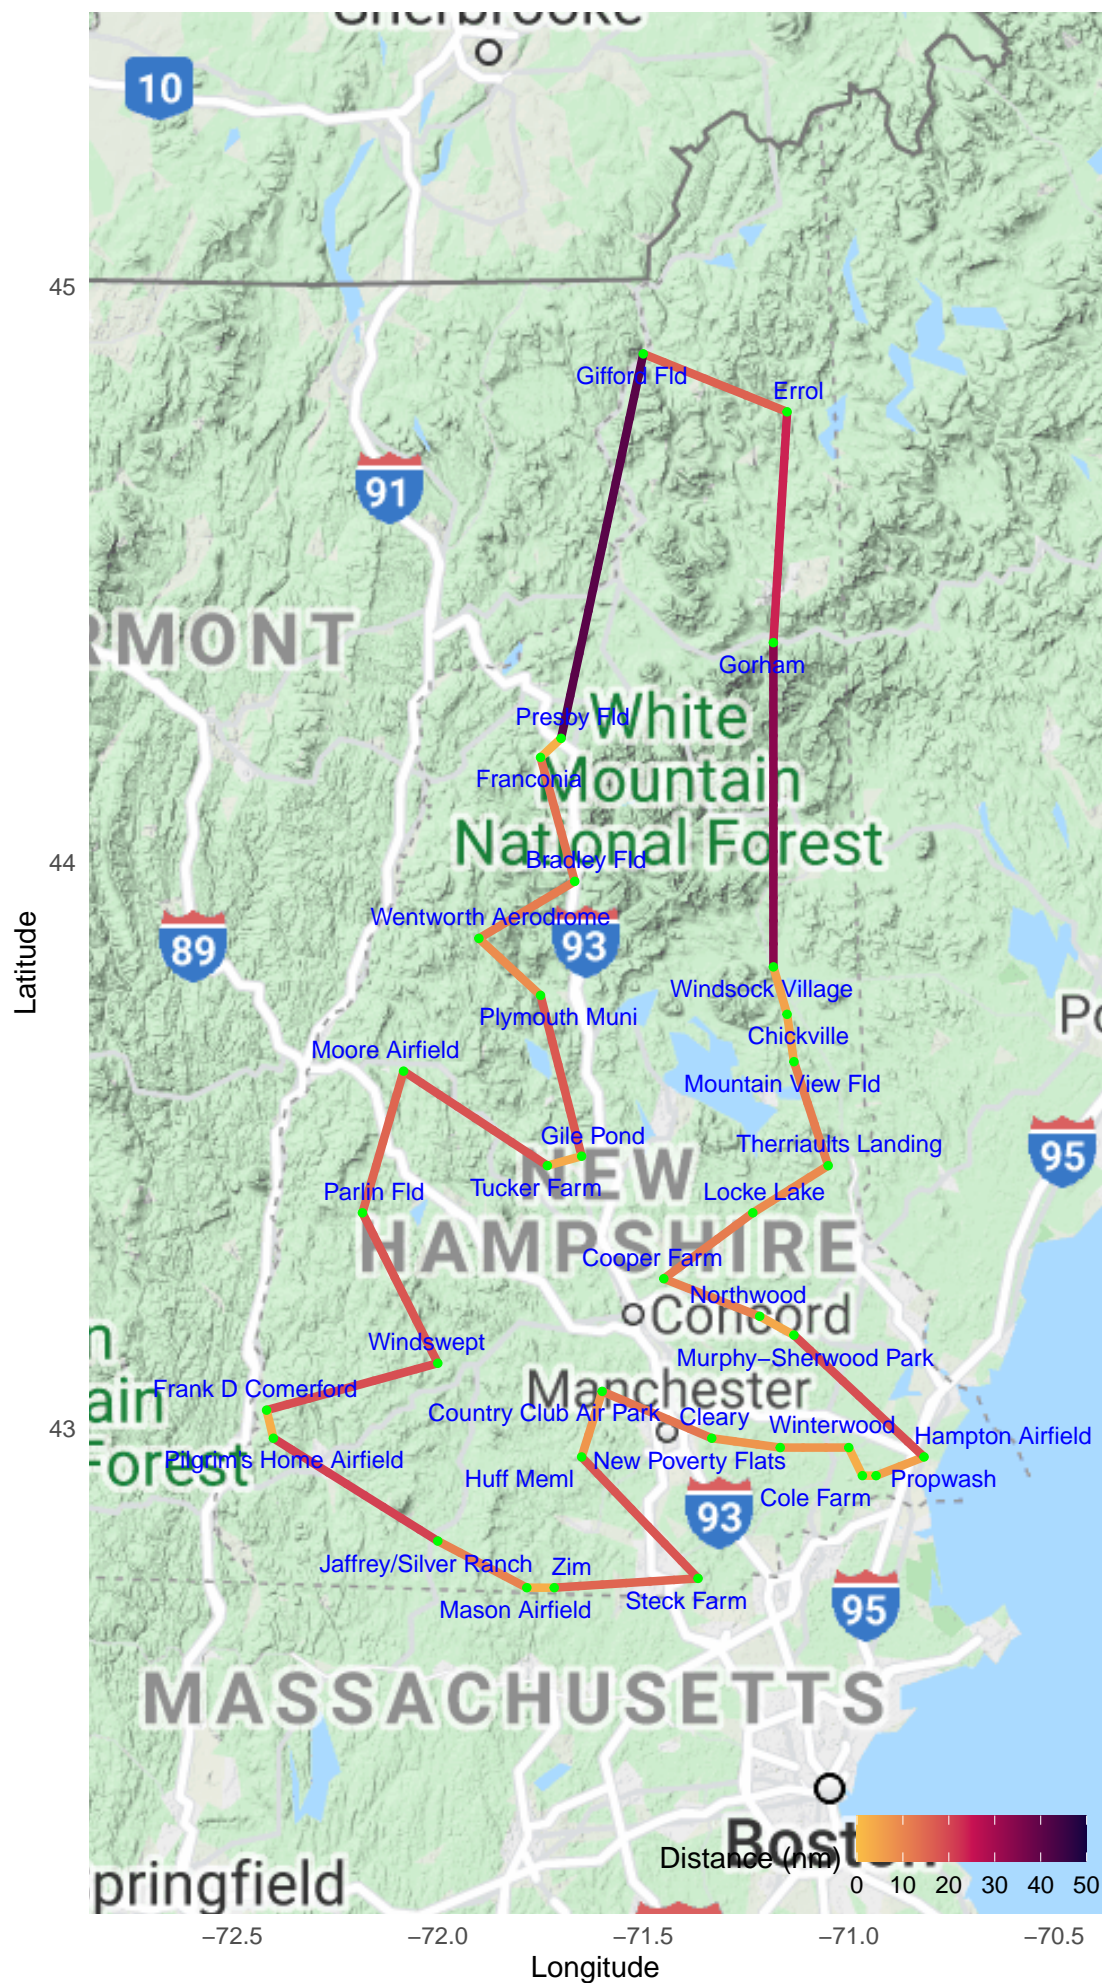 Sherbrooke
10
45
Gifford Fld
Errol
91
RMONT
Gorham
Presby Fld
White
Franconia
Mountain
National Forest
44
Bradley Fld
Wentworth Aerodrome
89
93
Latitude
Windsock Village
Plymouth Muni
Po
Chickville
Moore Airfield
Mountain View Fld
Gile Pond
Therriaults Landing
95
NEW
Tucker Farm
Parlin Fld
Locke Lake
HAMPSHIRE
Cooper Farm
Northwood
Concord
n
Windswept
Murphy−Sherwood Park
Frank D Comerford
Manchester
ain
Country Club Air Park
Cleary
Winterwood
43
Hampton Airfield
Pilgrim's Home Airfield
New Poverty Flats
Forest
Huff Meml
Propwash
Cole Farm
93
Jaffrey/Silver Ranch
Zim
Steck Farm
Mason Airfield
95
MASSACHUSETTS
Boston
Distance (nm)
0 10 20 30 40 50
pringfield
−72.5 −72.0 −71.5 −71.0 −70.5
Longitude